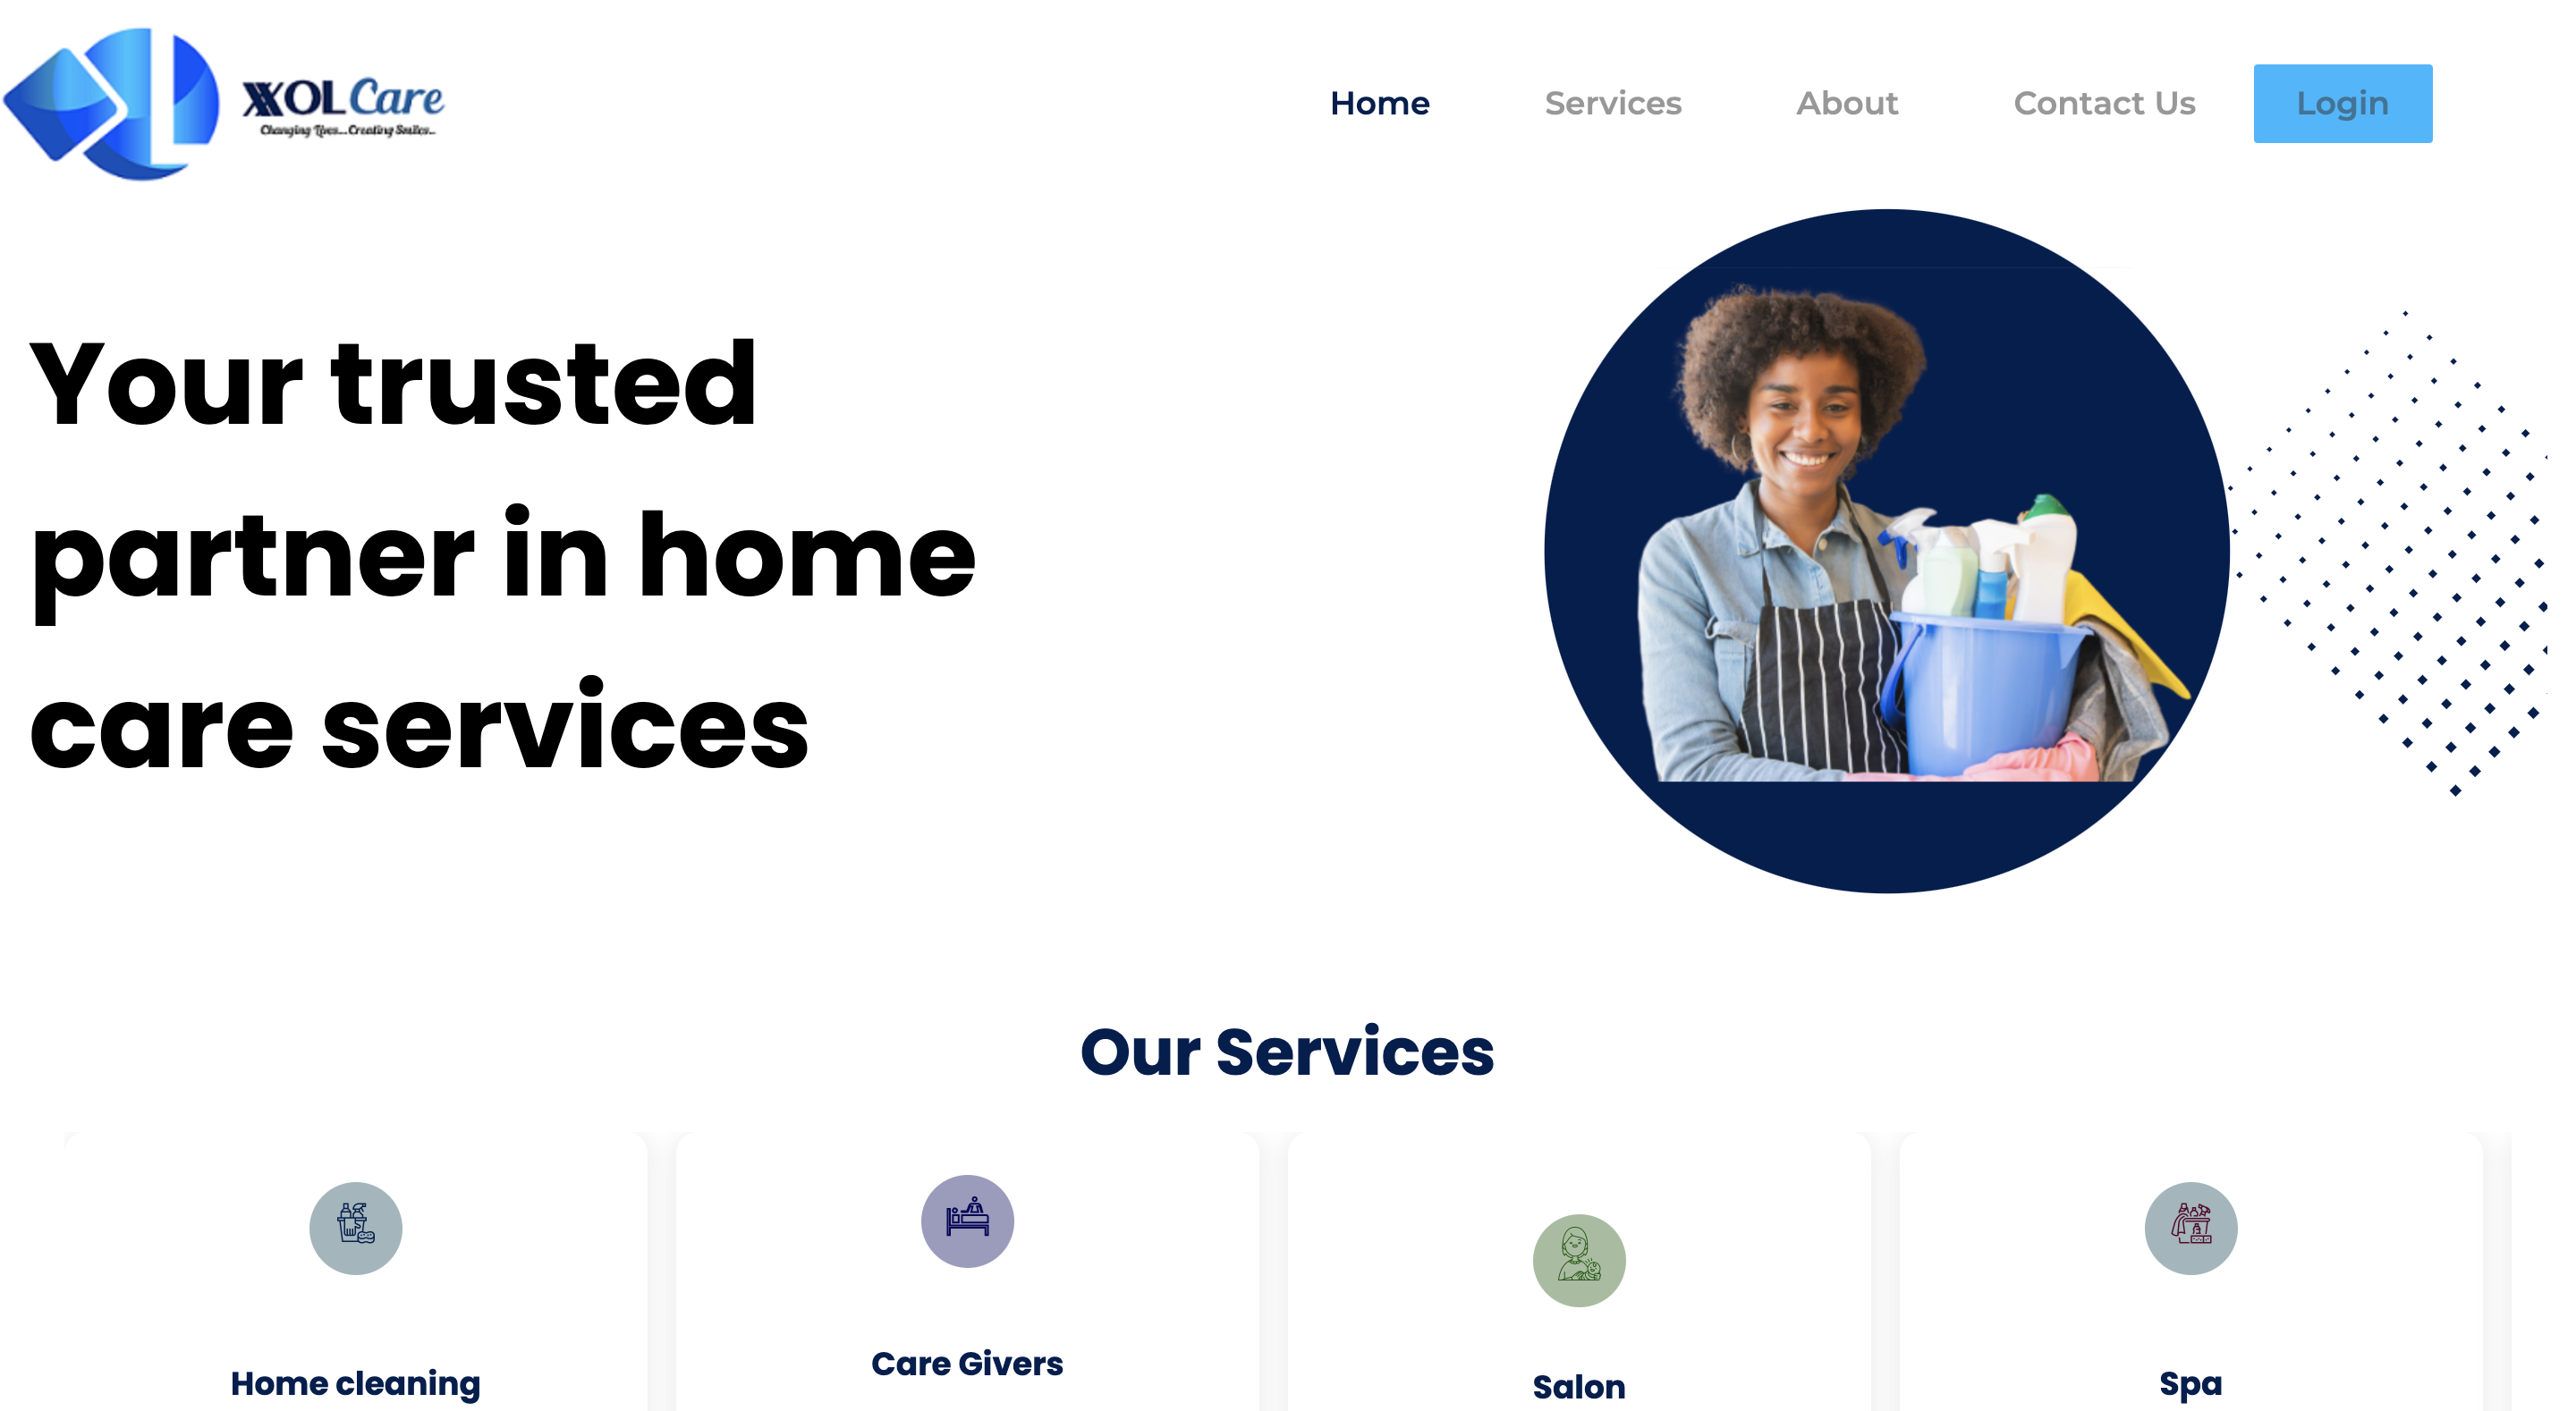 XXOL Care
Changing Lives...Creating Smiles...
Home
Services
About
Contact Us
Login
Your trusted
partner in home
care services
Our Services
Home cleaning
Care Givers
Salon
Spa